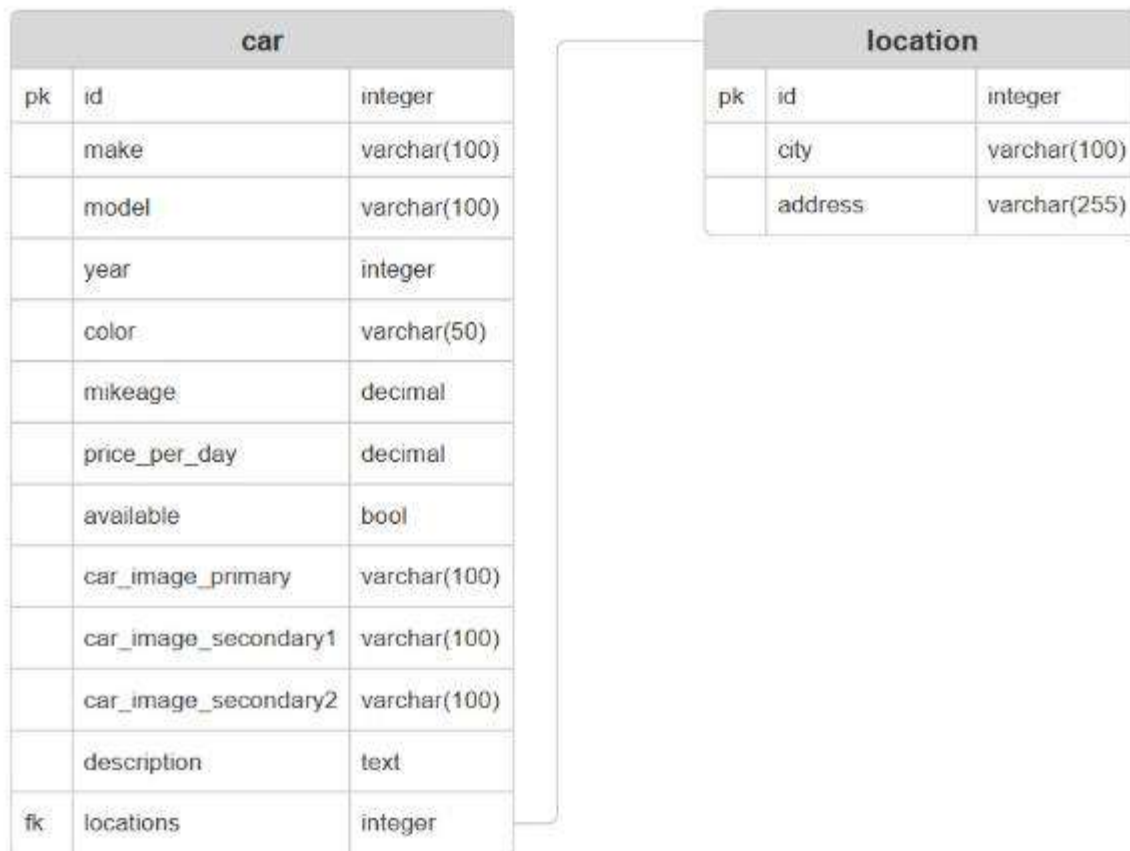 car
pk id integer
make varchar(100)
model varchar(100)
year integer
color varchar(50)
mikeage decimal
price_per_day decimal
available bool
car_image_primary varchar(100)
car_image_secondary1 varchar(100)
car_image_secondary2 varchar(100)
description text
fk locations integer
location
pk id integer
city varchar(100)
address varchar(255)